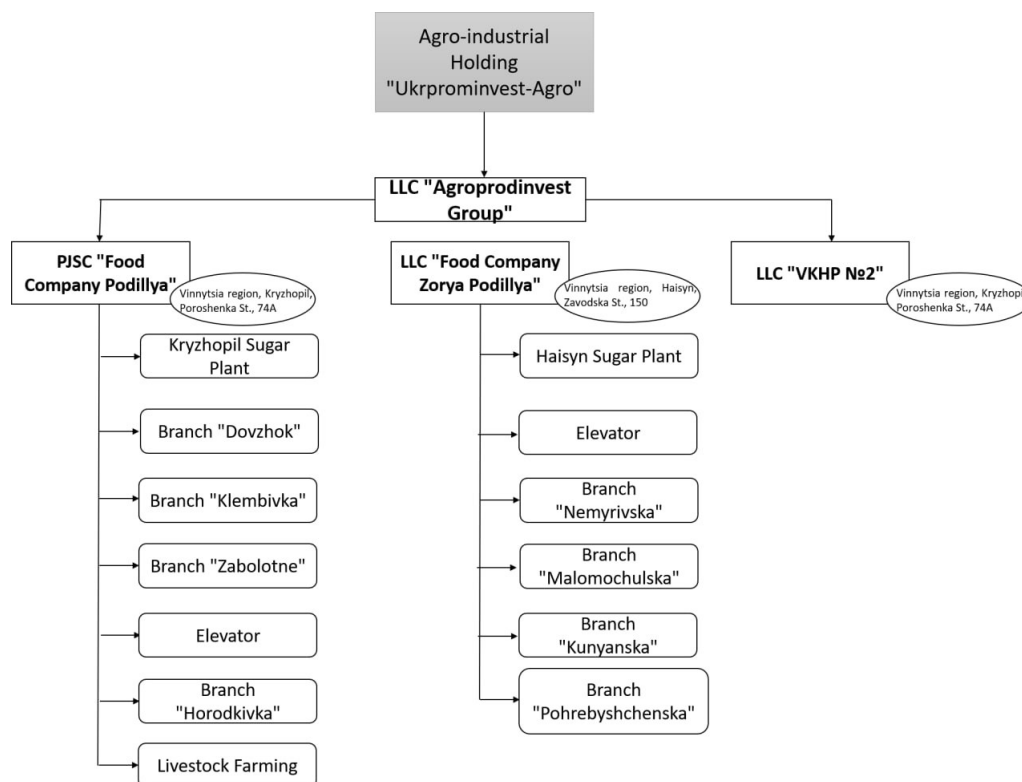 Agro-industrial
Holding
"Ukrprominvest-Agro"
LLC "Agroprodinvest
Group"
PJSC "Food
Company Podillya"
Vinnytsia region, Kryzhopil,
Poroshenka St., 74A
Kryzhopil Sugar
Plant
Branch "Dovzhok"
Branch "Klembivka"
Branch "Zabolotne"
Elevator
Branch
"Horodkivka"
Livestock Farming
LLC "Food Company
Zorya Podillya"
Vinnytsia region, Haisyn,
Zavodska St., 150
Haisyn Sugar Plant
Elevator
Branch
"Nemyrivska"
Branch
"Malomochulska"
Branch
"Kunyanska"
Branch
"Pohrebyshchenska"
LLC "VKHP №2"
Vinnytsia region, Kryzhopil,
Poroshenka St., 74A